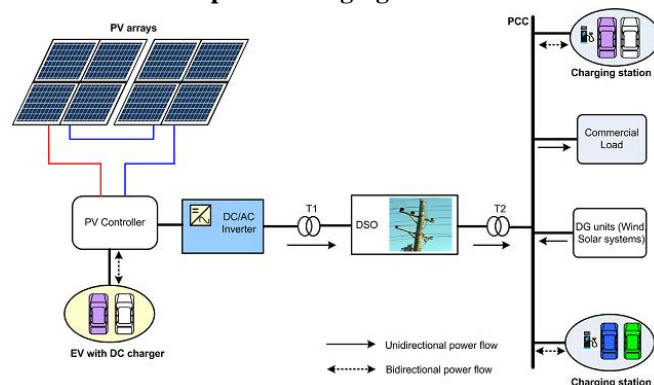 PV arrays
PCC
Charging station
Commercial
Load
T1
T2
PV Controller
DC/AC
Inverter
DSO
DG units (Wind,
Solar systems)
EV with DC charger
Unidirectional power flow
Bidirectional power flow
Charging station